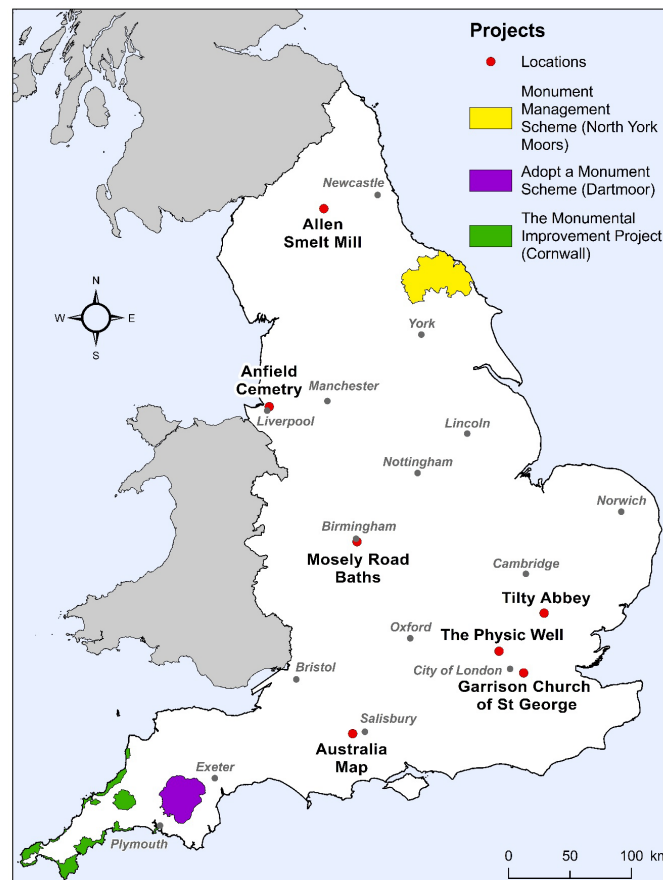 Projects
Locations
Monument
Management
Scheme (North York
Moors)
Adopt a Monument
Scheme (Dartmoor)
The Monumental
Improvement Project
(Cornwall)
Newcastle
Allen
Smelt Mill
N
W
E
S
York
Anfield
Cemetry
Manchester
Liverpool
Lincoln
Nottingham
Norwich
Birmingham
Mosely Road
Baths
Cambridge
Tilty Abbey
Oxford
The Physic Well
City of London
Garrison Church
of St George
Bristol
Salisbury
Australia
Map
Exeter
Plymouth
0 50 100 km